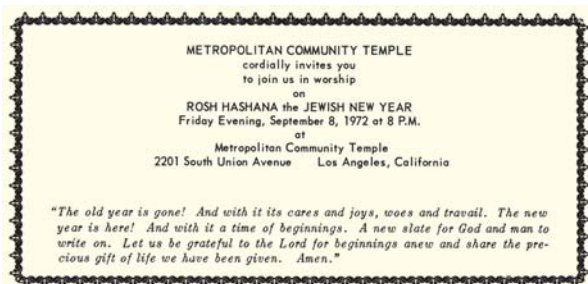 METROPOLITAN COMMUNITY TEMPLE
cordially invites you
to join us in worship
on
ROSH HASHANA the JEWISH NEW YEAR
Friday Evening, September 8, 1972 at 8 P.M.
at
Metropolitan Community Temple
2201 South Union Avenue Los Angeles, California
"The old year is gone! And with it its cares and joys, woes and travail. The new
year is here! And with it a time of beginnings. A new slate for God and man to
write on. Let us be grateful to the Lord for beginnings anew and share the pre-
cious gift of life we have been given. Amen."